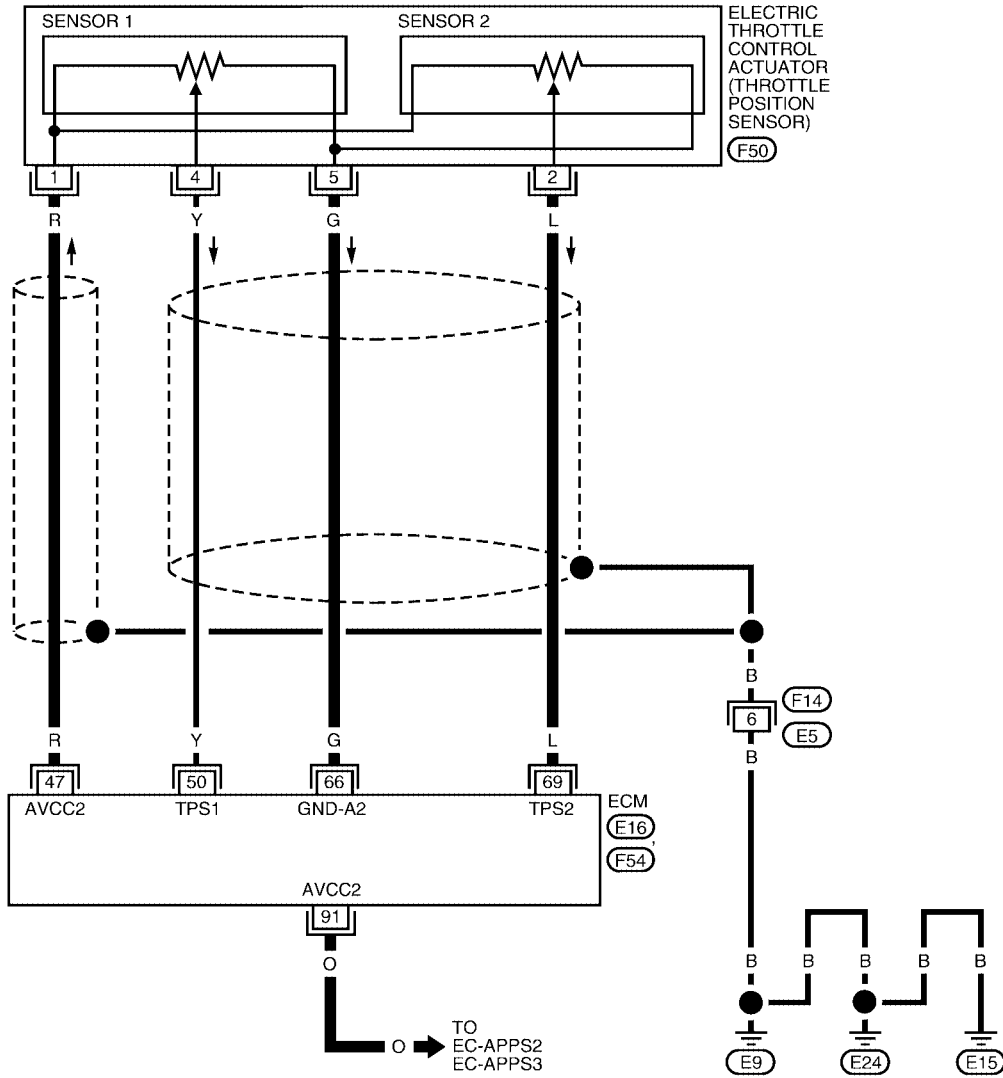 SENSOR 1
SENSOR 2
ELECTRIC
THROTTLE
CONTROL
ACTUATOR
(THROTTLE
POSITION
SENSOR)
F50
1
4
5
2
R
Y
G
L
B
F14
6
E5
B
R
Y
G
L
47
50
66
69
AVCC2
TPS1
GND-A2
TPS2
ECM
E16
,
F54
AVCC2
91
O
B
B
B
B
B
O
TO
EC-APPS2
EC-APPS3
E9
E24
E15